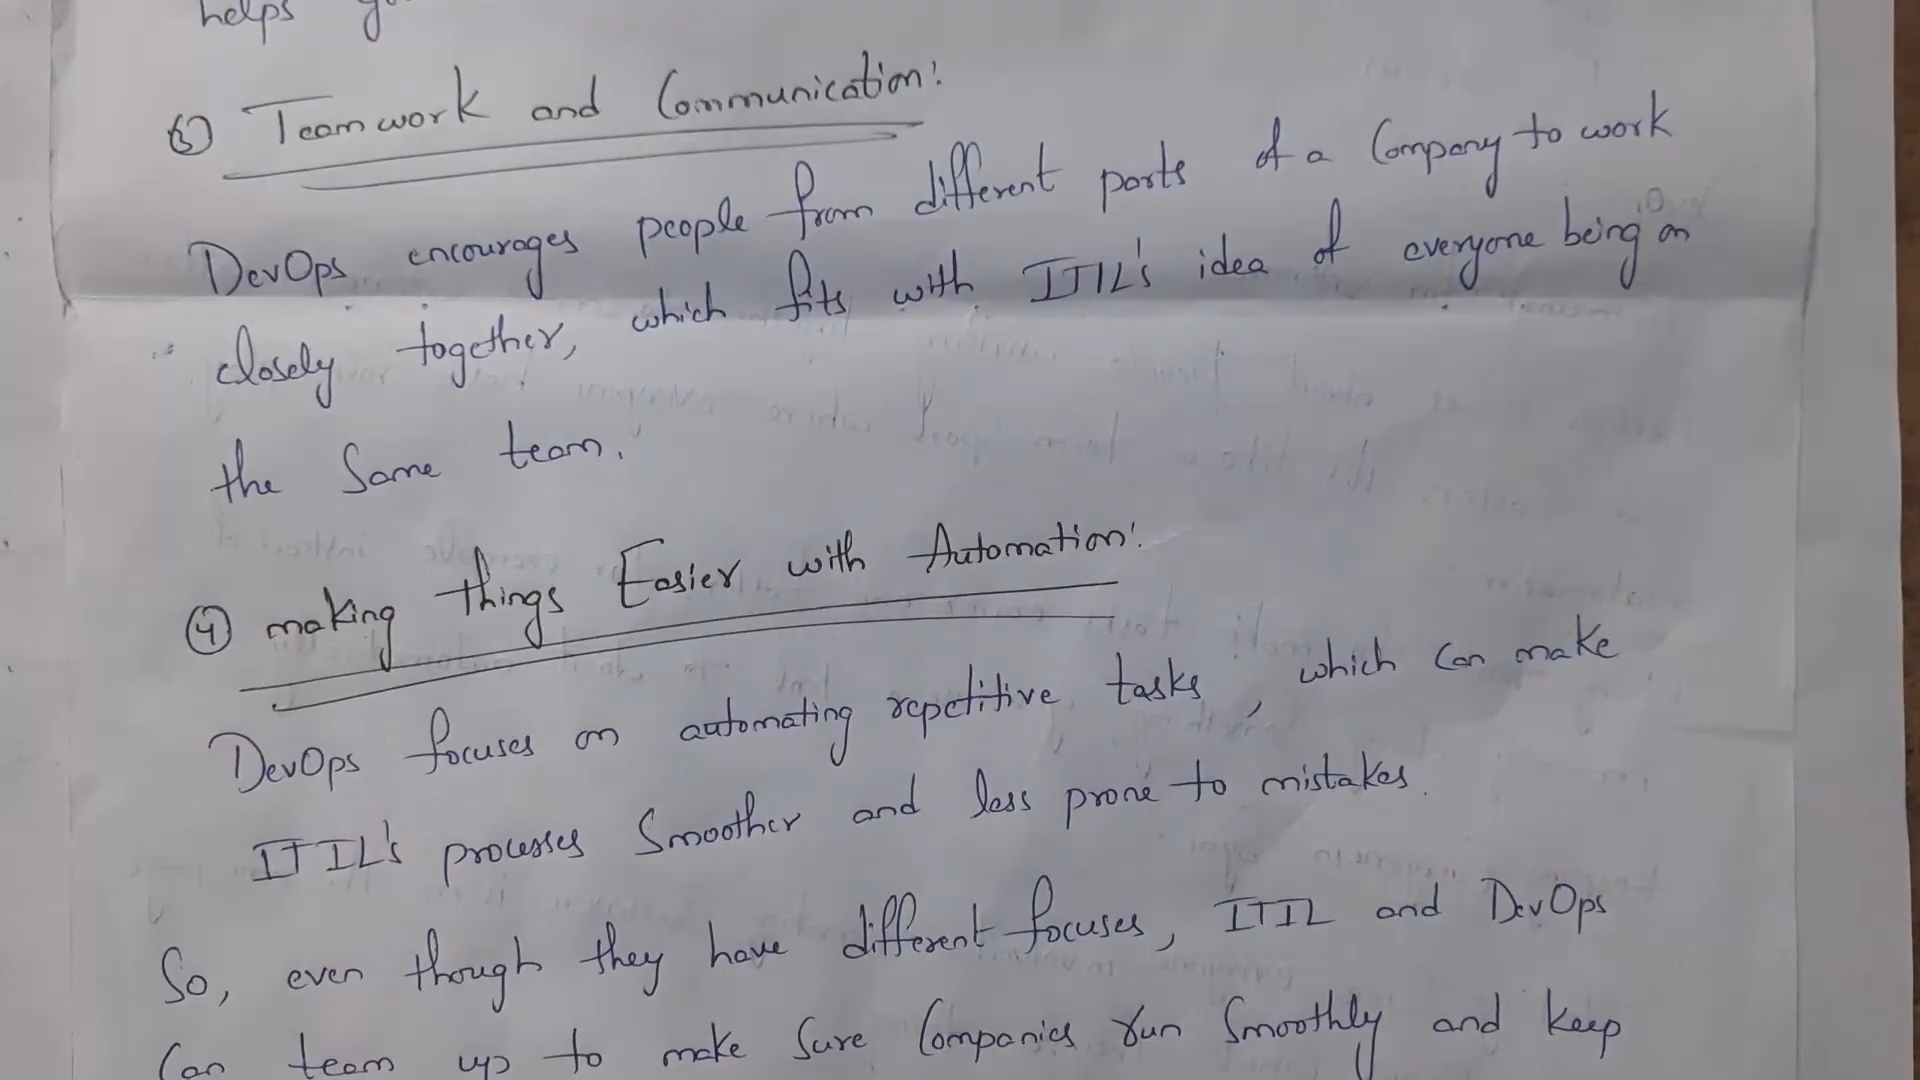 helps
③ Teamwork and Communication:
DevOps encourages people from different parts of a Company to work
closely together, which fits with ITIL's idea of everyone being on
the Same team.
④ making things Easier with Automation:
DevOps focuses on automating repetitive tasks, which can make
ITIL's processes Smoother and less prone to mistakes.
So, even though they have different focuses, ITIL and DevOps
Can team up to make Sure Companies run Smoothly and keep